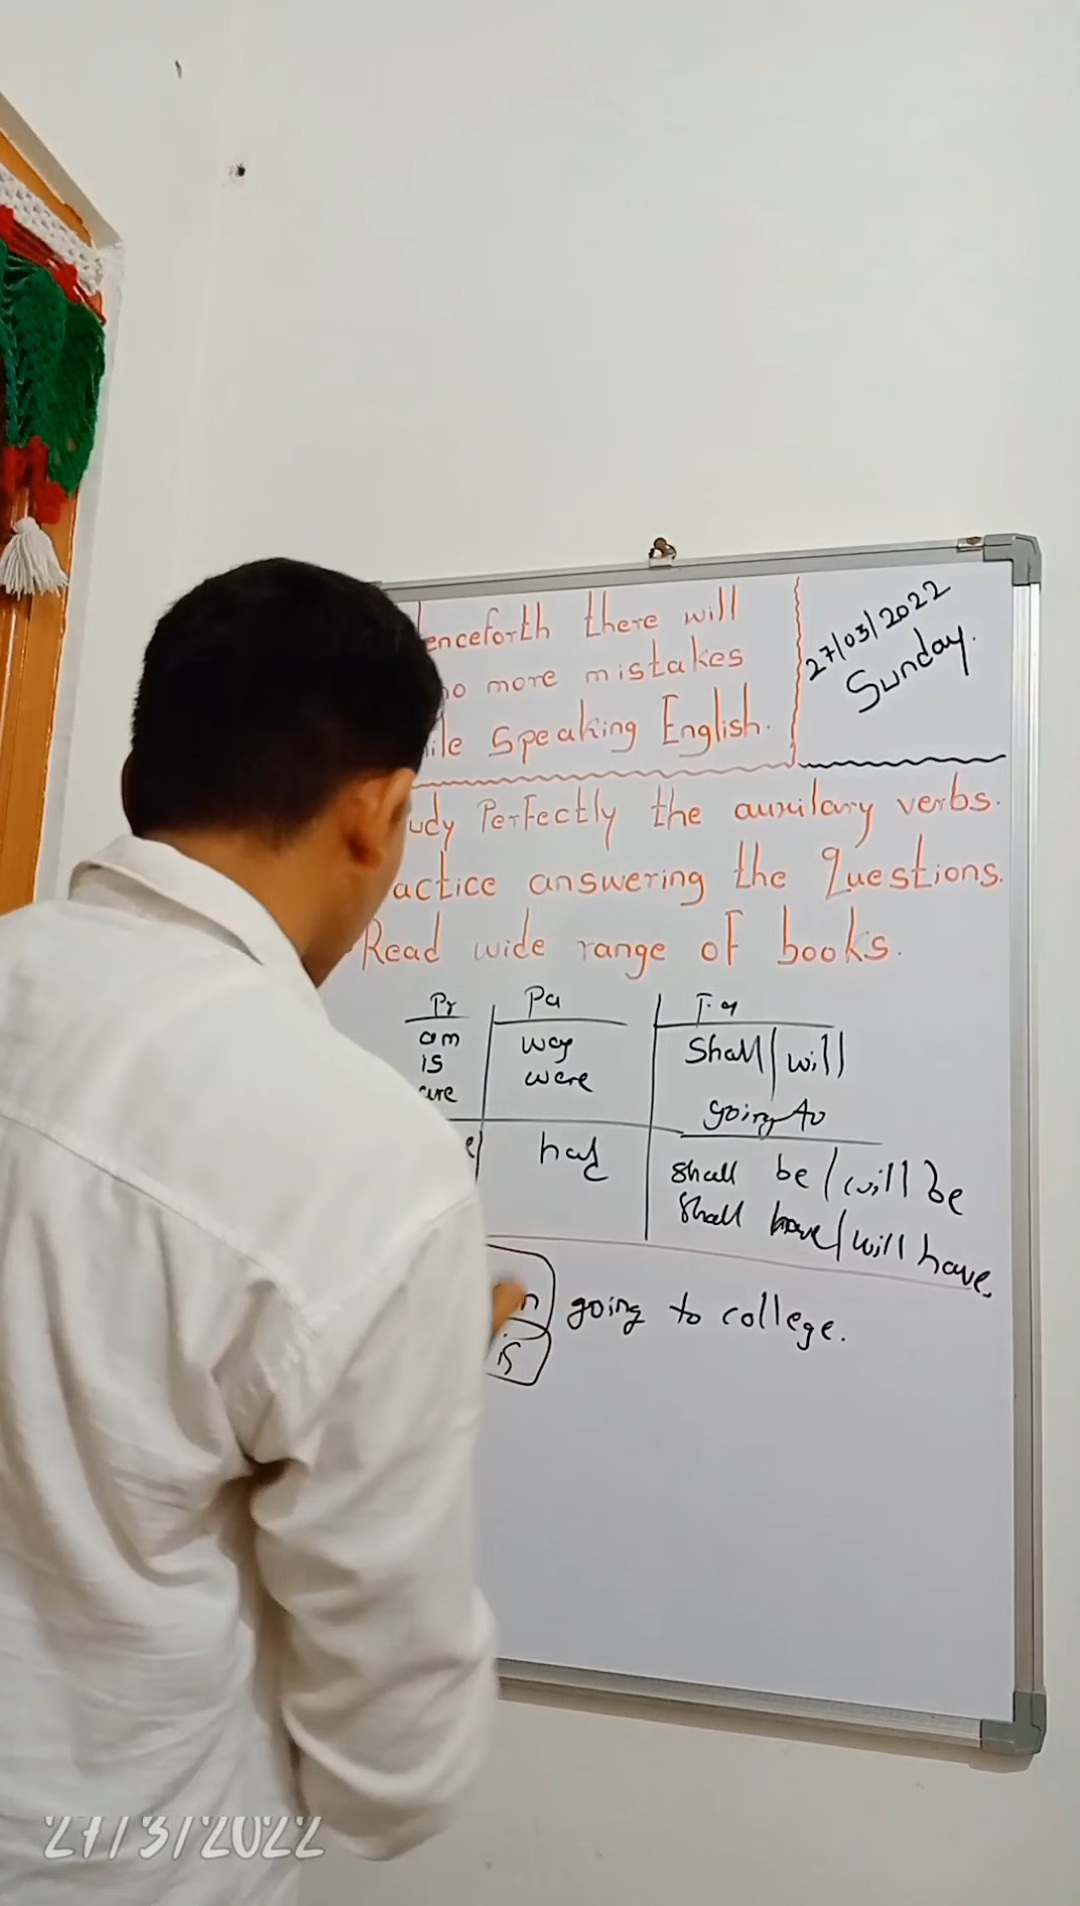 enceforth there will
no more mistakes
ile Speaking English.
27/03/2022
Sunday.
udy Perfectly the auxilary verbs.
actice answering the Questions.
Read wide range of books.
Pr Pa
am
is
are
was
were
Shall / will
going to
had
shall be / will be
shall have / will have.
going to college.
is
27/3/2022